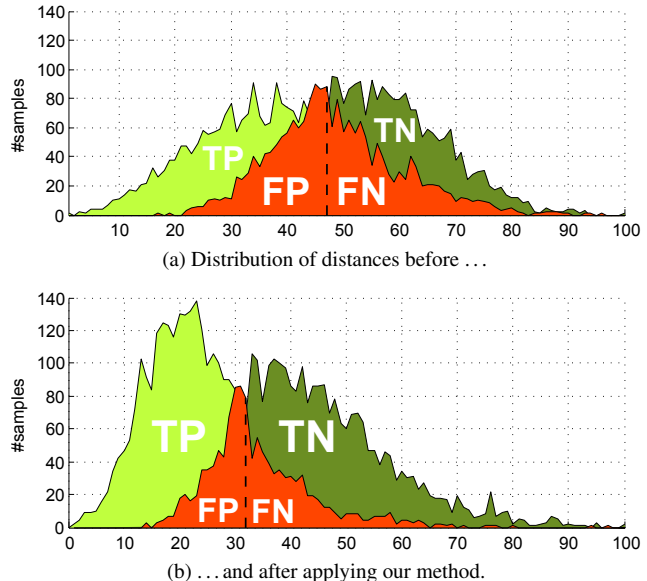 140
120
100
80
60
40
20
0
#samples
TP
FP
FN
TN
10 20 30 40 50 60 70 80 90 100
(a) Distribution of distances before . . .
140
120
100
80
60
40
20
0
#samples
TP
TN
FP
FN
0 10 20 30 40 50 60 70 80 90 100
(b) . . . and after applying our method.